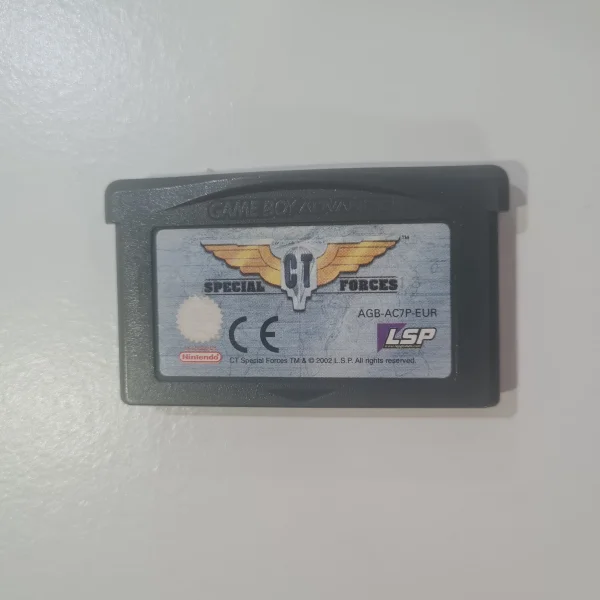 GAME BOY ADVANCE
CT
SPECIAL FORCES
TM
AGB-AC7P-EUR
CE
LSP
Nintendo
CT Special Forces TM & © 2002 L.S.P. All rights reserved.